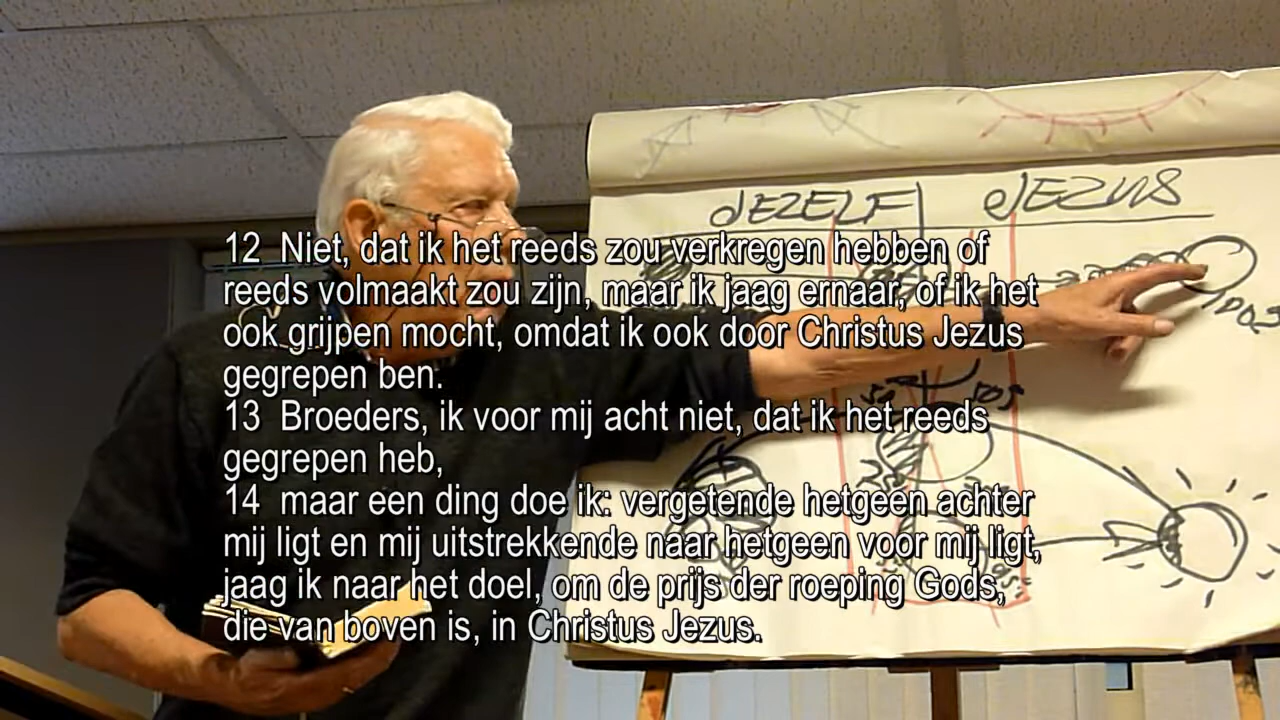 JEZELF JEZUS
12 Niet, dat ik het reeds zou verkregen hebben of
reeds volmaakt zou zijn, maar ik jaag ernaar, of ik het
ook grijpen mocht, omdat ik ook door Christus Jezus
gegrepen ben.
13 Broeders, ik voor mij acht niet, dat ik het reeds
gegrepen heb,
14 maar een ding doe ik: vergetende hetgeen achter
mij ligt en mij uitstrekkende naar hetgeen voor mij ligt,
jaag ik naar het doel, om de prijs der roeping Gods,
die van boven is, in Christus Jezus.